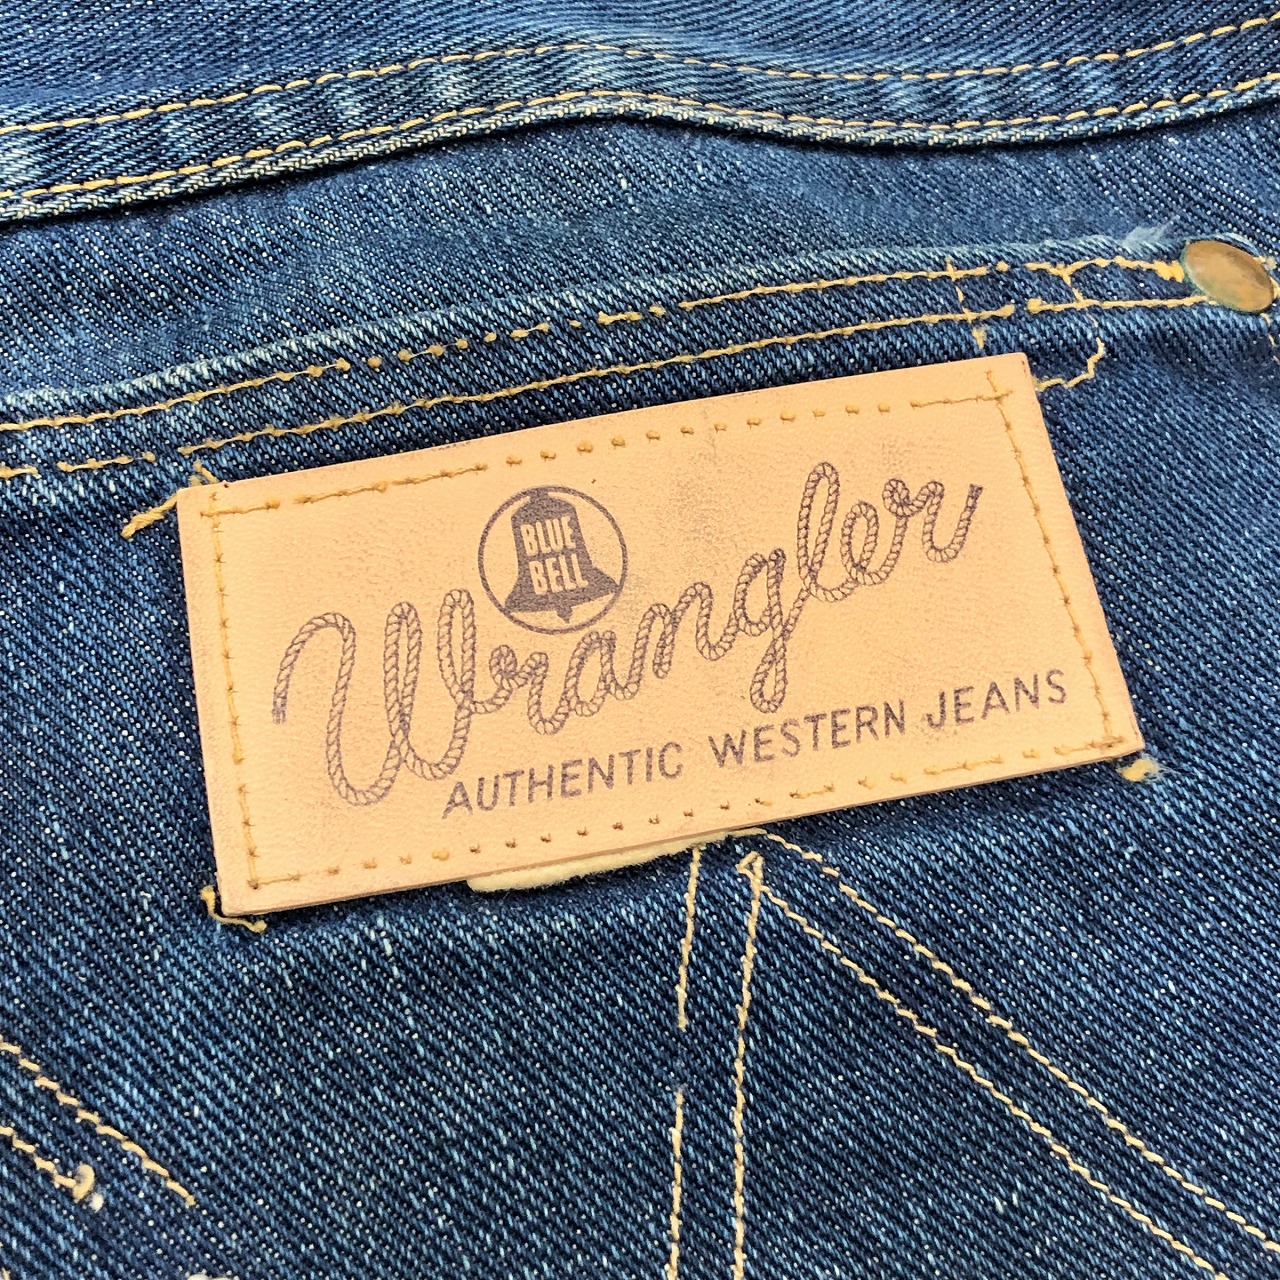 BLUE
BELL
Wrangler
AUTHENTIC WESTERN JEANS